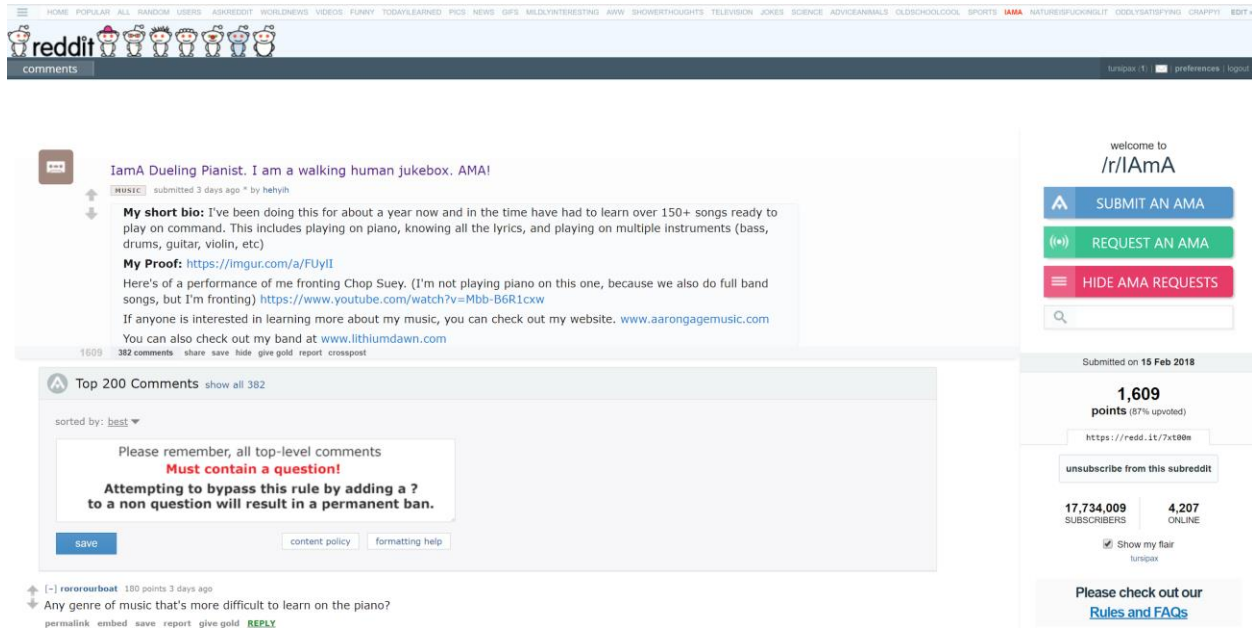 HOME POPULAR ALL RANDOM USERS ASKREDDIT WORLDNEWS VIDEOS FUNNY TODAYILEARNED PICS NEWS GIFS MILDLYINTERESTING AWW SHOWERTHOUGHTS TELEVISION JOKES SCIENCE ADVICEANIMALS OLDSCHOOLCOOL SPORTS IAMA NATUREISFUCKINGLIT ODDLYSATISFYING CRAPPYI EDIT
reddit
comments
tursipax (1) | | preferences | logout
IamA Dueling Pianist. I am a walking human jukebox. AMA!
MUSIC submitted 3 days ago * by hehyih
My short bio: I've been doing this for about a year now and in the time have had to learn over 150+ songs ready to
play on command. This includes playing on piano, knowing all the lyrics, and playing on multiple instruments (bass,
drums, guitar, violin, etc)
My Proof: https://imgur.com/a/FUylI
Here's of a performance of me fronting Chop Suey. (I'm not playing piano on this one, because we also do full band
songs, but I'm fronting) https://www.youtube.com/watch?v=Mbb-B6R1cxw
If anyone is interested in learning more about my music, you can check out my website. www.aarongagemusic.com
You can also check out my band at www.lithiumdawn.com
1609 382 comments share save hide give gold report crosspost
Top 200 Comments show all 382
sorted by: best
Please remember, all top-level comments
Must contain a question!
Attempting to bypass this rule by adding a ?
to a non question will result in a permanent ban.
save content policy formatting help
[-] rororourboat 180 points 3 days ago
Any genre of music that's more difficult to learn on the piano?
permalink embed save report give gold REPLY
welcome to
/r/IAmA
SUBMIT AN AMA
REQUEST AN AMA
HIDE AMA REQUESTS
Submitted on 15 Feb 2018
1,609
points (87% upvoted)
https://redd.it/7xt00m
unsubscribe from this subreddit
17,734,009 4,207
SUBSCRIBERS ONLINE
Show my flair
tursipax
Please check out our
Rules and FAQs